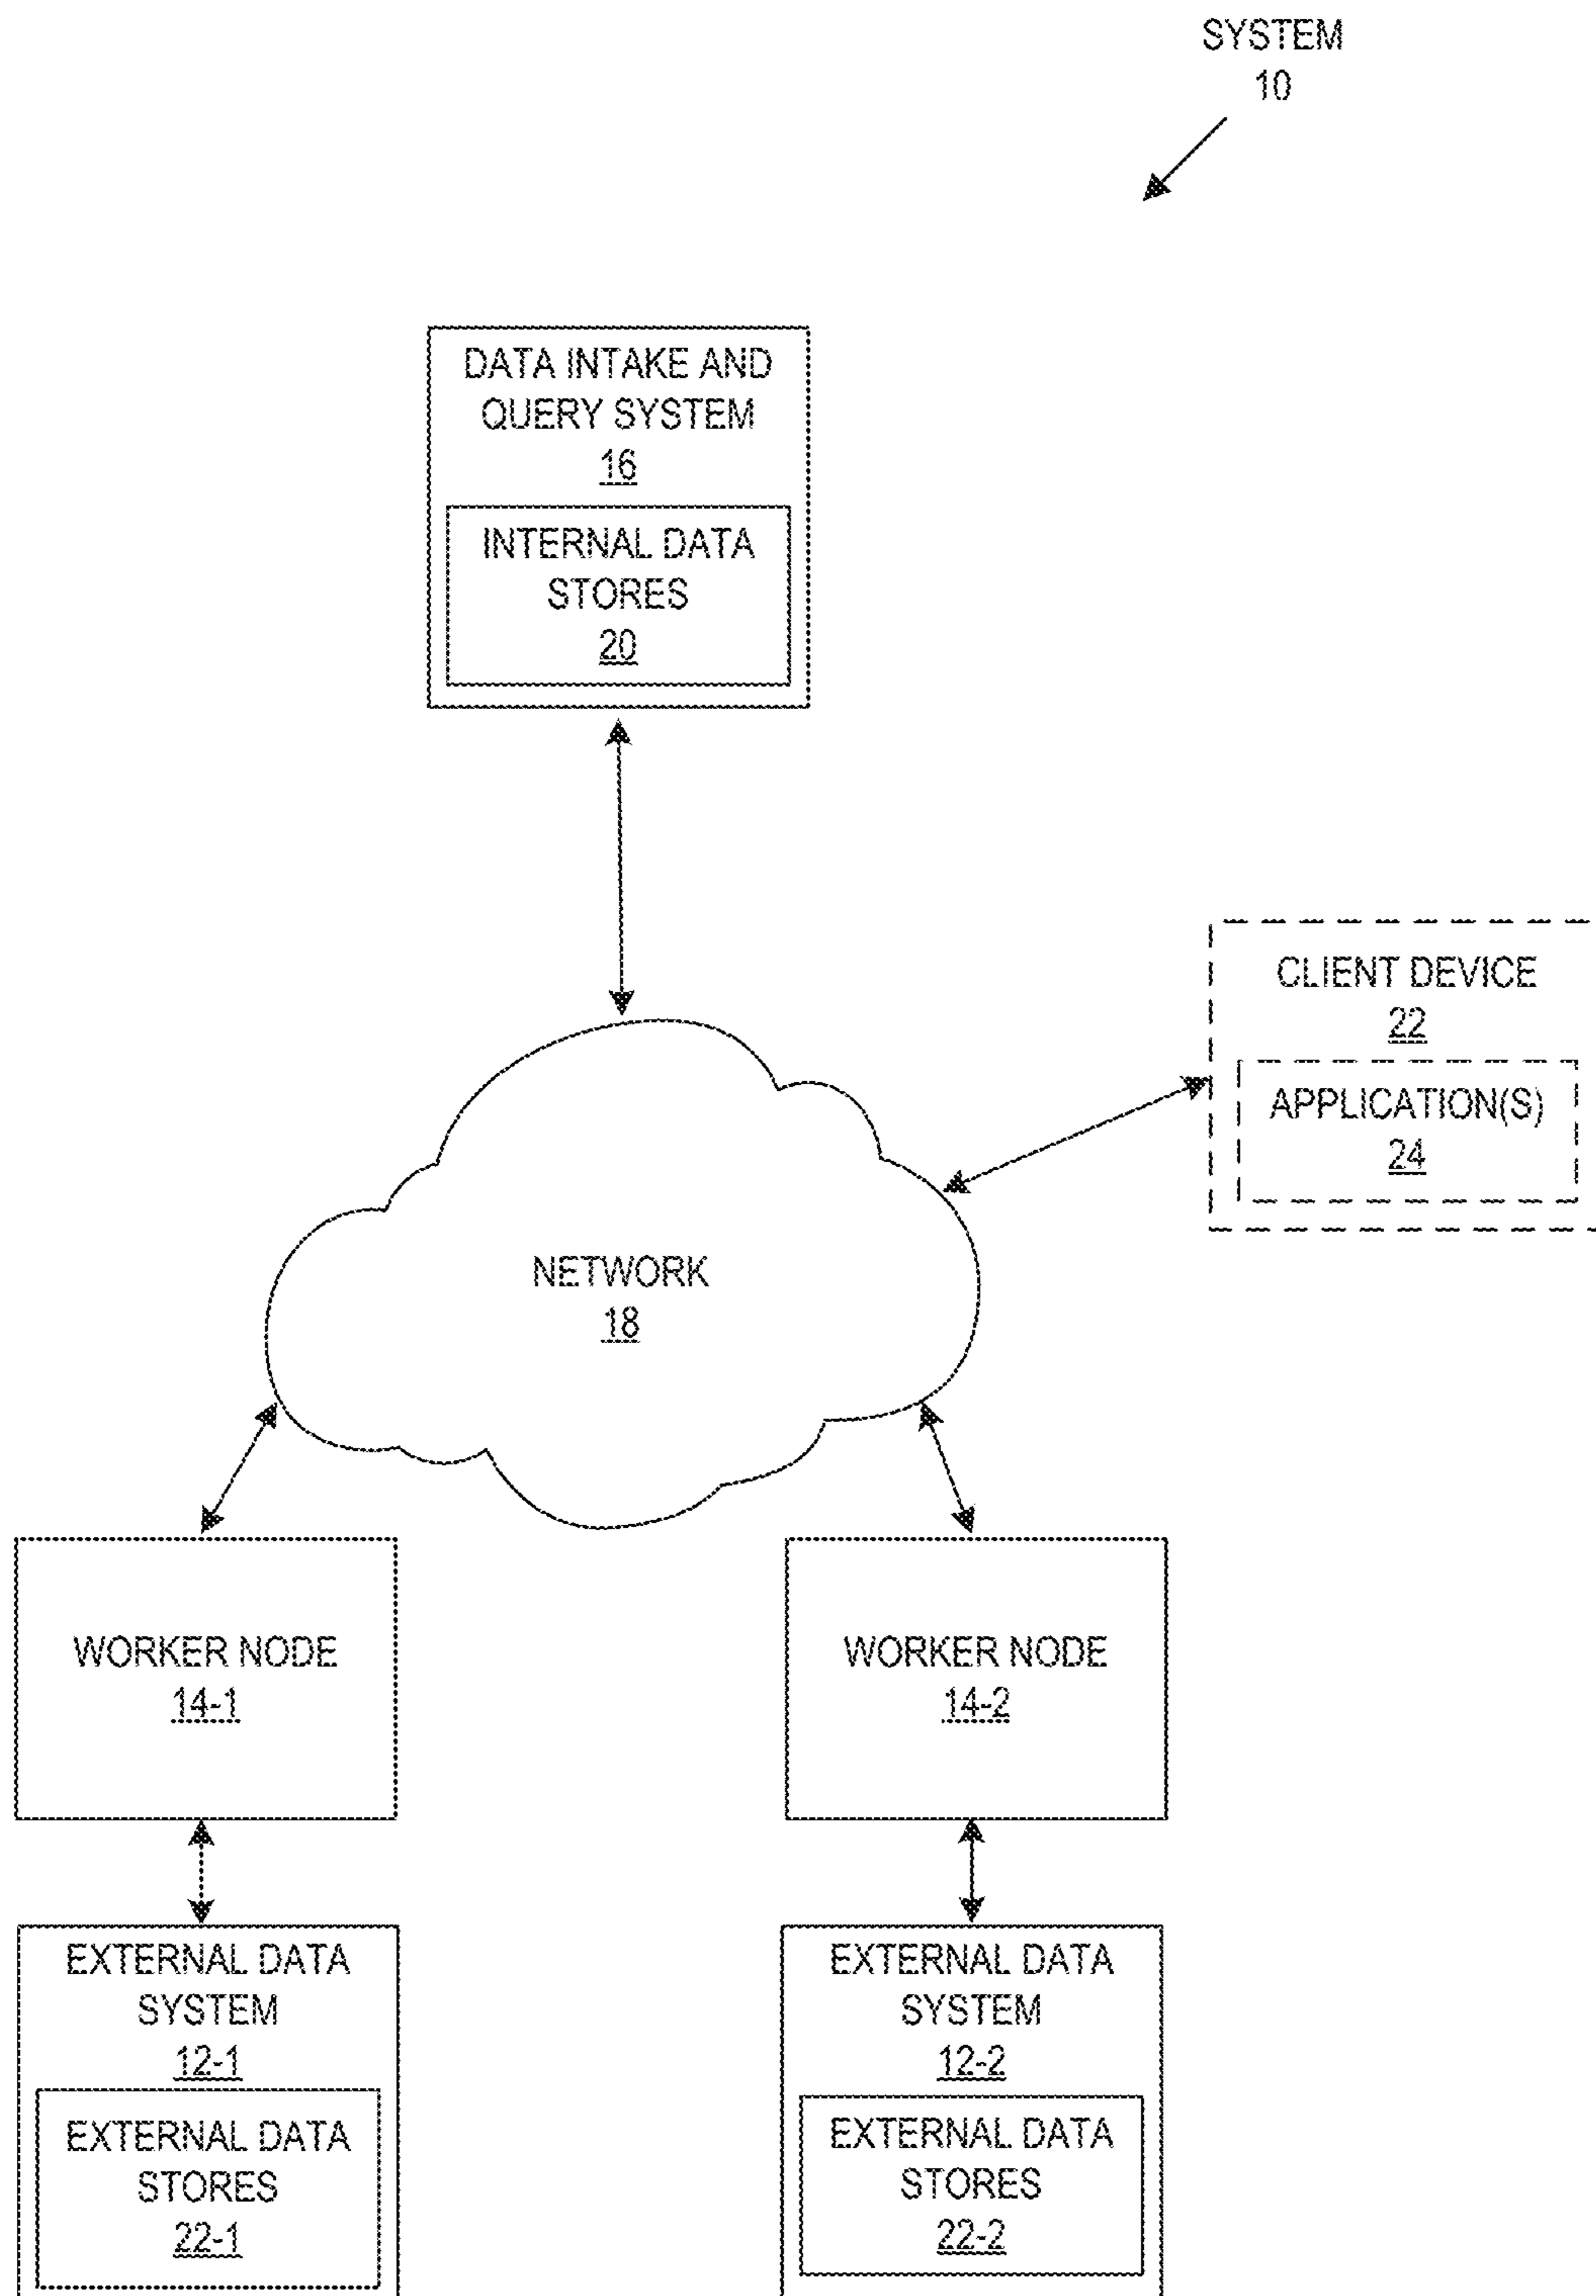 SYSTEM
10
DATA INTAKE AND
QUERY SYSTEM
16
INTERNAL DATA
STORES
20
CLIENT DEVICE
22
APPLICATION(S)
24
NETWORK
18
WORKER NODE
14-1
WORKER NODE
14-2
EXTERNAL DATA
SYSTEM
12-1
EXTERNAL DATA
STORES
22-1
EXTERNAL DATA
SYSTEM
12-2
EXTERNAL DATA
STORES
22-2